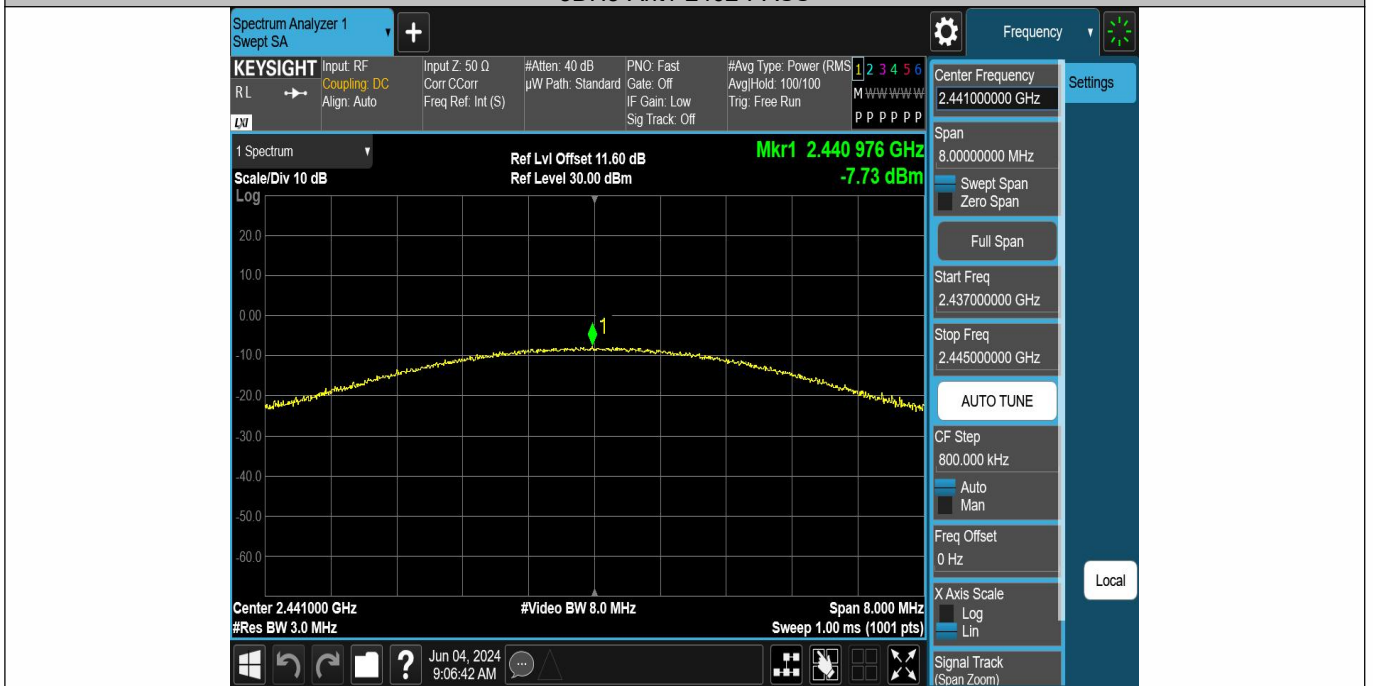 Spectrum Analyzer 1
Swept SA
Frequency
KEYSIGHT
RL
LXI
Input: RF
Coupling: DC
Align: Auto
Input Z: 50 Ω
Corr CCorr
Freq Ref: Int (S)
#Atten: 40 dB
µW Path: Standard
PNO: Fast
Gate: Off
IF Gain: Low
Sig Track: Off
#Avg Type: Power (RMS
Avg|Hold: 100/100
Trig: Free Run
1 2 3 4 5 6
M W W W W W
P P P P P P
1 Spectrum
Scale/Div 10 dB
Ref Lvl Offset 11.60 dB
Ref Level 30.00 dBm
Mkr1 2.440 976 GHz
-7.73 dBm
Log
20.0
10.0
0.00
-10.0
-20.0
-30.0
-40.0
-50.0
-60.0
1
Center 2.441000 GHz
#Res BW 3.0 MHz
#Video BW 8.0 MHz
Span 8.000 MHz
Sweep 1.00 ms (1001 pts)
Center Frequency
2.441000000 GHz
Settings
Span
8.00000000 MHz
Swept Span
Zero Span
Full Span
Start Freq
2.437000000 GHz
Stop Freq
2.445000000 GHz
AUTO TUNE
CF Step
800.000 kHz
Auto
Man
Freq Offset
0 Hz
Local
X Axis Scale
Log
Lin
Signal Track
(Span Zoom)
?
Jun 04, 2024
9:06:42 AM